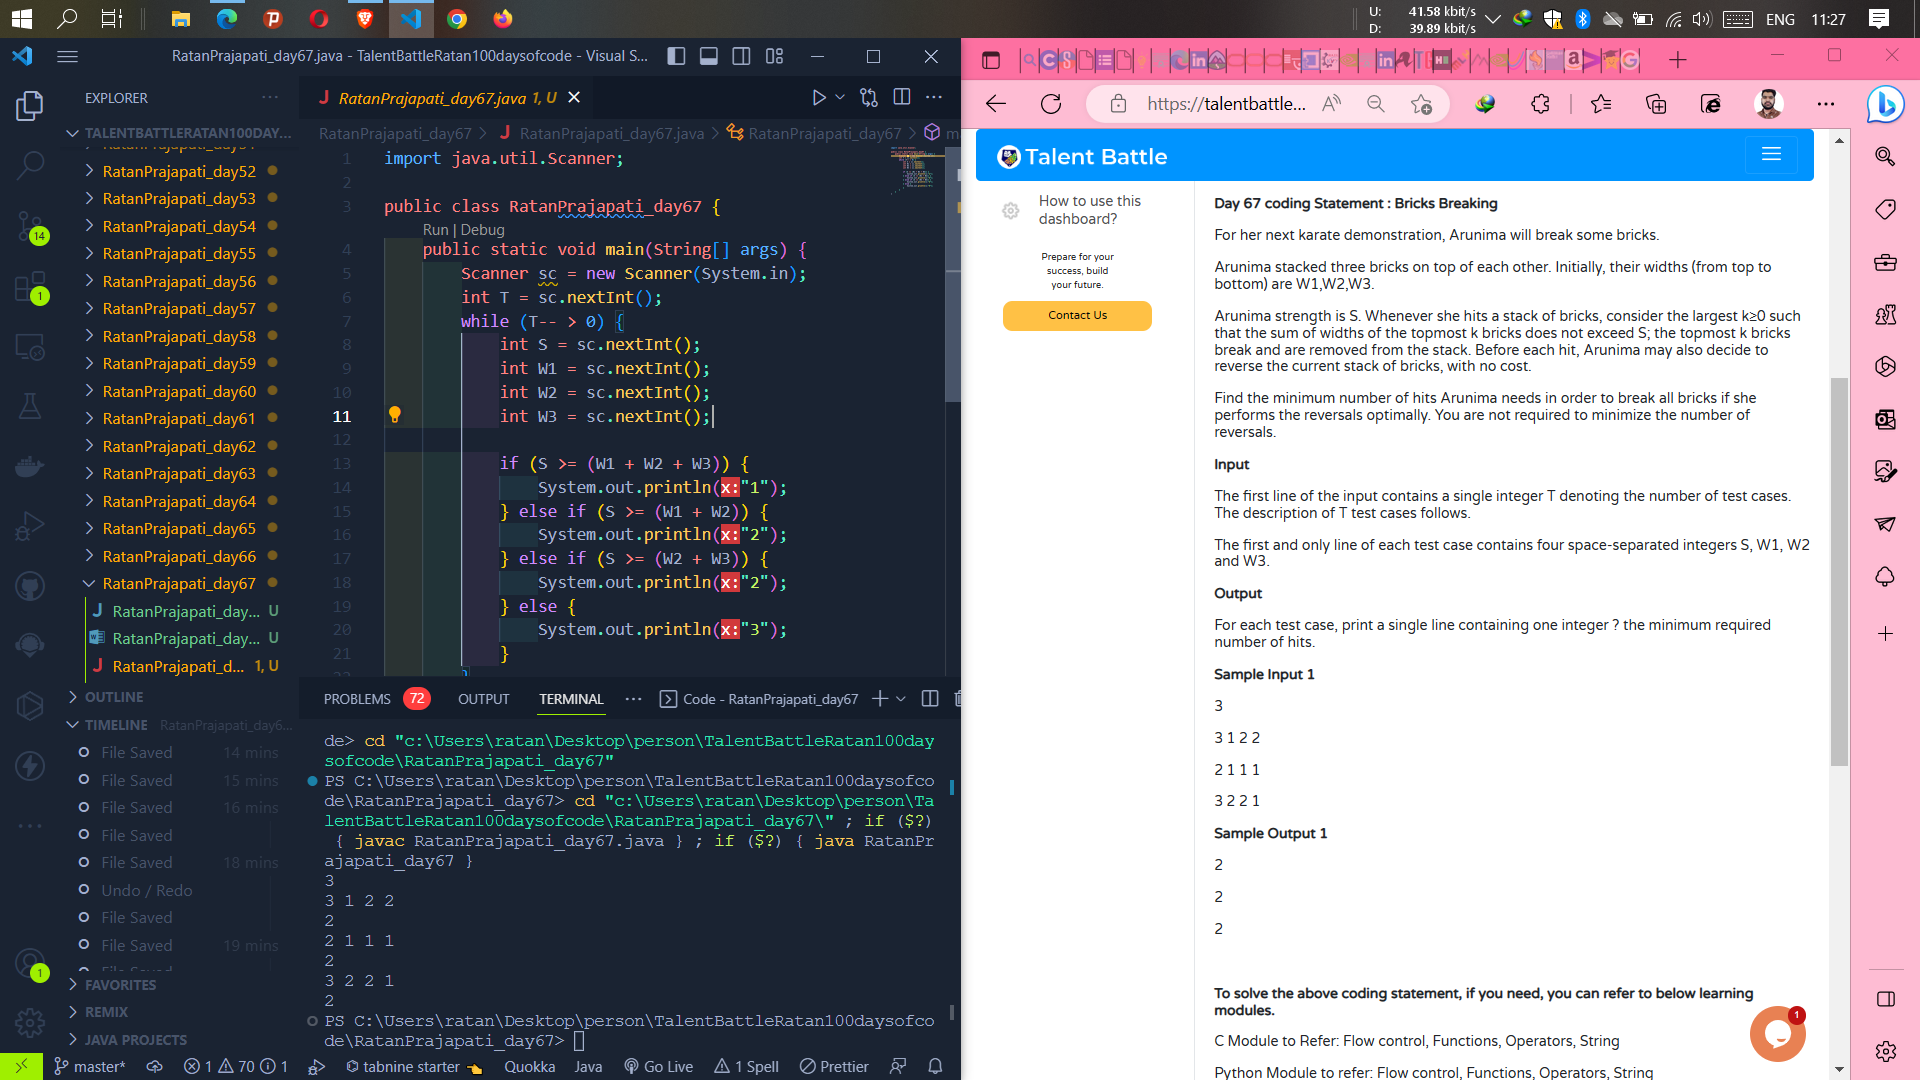 U: 41.58 kbit/s
D: 39.89 kbit/s
ENG 11:27
RatanPrajapati_day67.java - TalentBattleRatan100daysofcode - Visual S...
EXPLORER
TALENTBATTLERATAN100DAY...
RatanPrajapati_day52
RatanPrajapati_day53
RatanPrajapati_day54
RatanPrajapati_day55
RatanPrajapati_day56
RatanPrajapati_day57
RatanPrajapati_day58
RatanPrajapati_day59
RatanPrajapati_day60
RatanPrajapati_day61
RatanPrajapati_day62
RatanPrajapati_day63
RatanPrajapati_day64
RatanPrajapati_day65
RatanPrajapati_day66
RatanPrajapati_day67
RatanPrajapati_day... U
RatanPrajapati_day... U
RatanPrajapati_d... 1, U
OUTLINE
TIMELINE RatanPrajapati_day6...
File Saved 14 mins
File Saved 15 mins
File Saved 16 mins
File Saved
File Saved 18 mins
Undo / Redo
File Saved
File Saved 19 mins
File Saved
FAVORITES
REMIX
JAVA PROJECTS
14
1
1
RatanPrajapati_day67.java 1, U
RatanPrajapati_day67 > RatanPrajapati_day67.java > RatanPrajapati_day67 >
1 import java.util.Scanner;
2
3 public class RatanPrajapati_day67 {
Run | Debug
4 public static void main(String[] args) {
5 Scanner sc = new Scanner(System.in);
6 int T = sc.nextInt();
7 while (T-- > 0) {
8 int S = sc.nextInt();
9 int W1 = sc.nextInt();
10 int W2 = sc.nextInt();
11 int W3 = sc.nextInt();
12
13 if (S >= (W1 + W2 + W3)) {
14 System.out.println(x:"1");
15 } else if (S >= (W1 + W2)) {
16 System.out.println(x:"2");
17 } else if (S >= (W2 + W3)) {
18 System.out.println(x:"2");
19 } else {
20 System.out.println(x:"3");
21 }
PROBLEMS 72 OUTPUT TERMINAL ... Code - RatanPrajapati_day67
de> cd "c:\Users\ratan\Desktop\person\TalentBattleRatan100day
sofcode\RatanPrajapati_day67"
PS C:\Users\ratan\Desktop\person\TalentBattleRatan100daysofco
de\RatanPrajapati_day67> cd "c:\Users\ratan\Desktop\person\Ta
lentBattleRatan100daysofcode\RatanPrajapati_day67\" ; if ($?)
{ javac RatanPrajapati_day67.java } ; if ($?) { java RatanPr
ajapati_day67 }
3
3 1 2 2
2
2 1 1 1
2
3 2 2 1
2
PS C:\Users\ratan\Desktop\person\TalentBattleRatan100daysofco
de\RatanPrajapati_day67>
master* 1 70 1 tabnine starter Quokka Java Go Live 1 Spell Prettier
https://talentbattle...
Talent Battle
How to use this
dashboard?
Prepare for your
success, build
your future.
Contact Us
Day 67 coding Statement : Bricks Breaking
For her next karate demonstration, Arunima will break some bricks.
Arunima stacked three bricks on top of each other. Initially, their widths (from top to
bottom) are W1,W2,W3.
Arunima strength is S. Whenever she hits a stack of bricks, consider the largest k≥0 such
that the sum of widths of the topmost k bricks does not exceed S; the topmost k bricks
break and are removed from the stack. Before each hit, Arunima may also decide to
reverse the current stack of bricks, with no cost.
Find the minimum number of hits Arunima needs in order to break all bricks if she
performs the reversals optimally. You are not required to minimize the number of
reversals.
Input
The first line of the input contains a single integer T denoting the number of test cases.
The description of T test cases follows.
The first and only line of each test case contains four space-separated integers S, W1, W2
and W3.
Output
For each test case, print a single line containing one integer ? the minimum required
number of hits.
Sample Input 1
3
3 1 2 2
2 1 1 1
3 2 2 1
Sample Output 1
2
2
2
To solve the above coding statement, if you need, you can refer to below learning
modules.
C Module to Refer: Flow control, Functions, Operators, String
Python Module to refer: Flow control, Functions, Operators, String
1